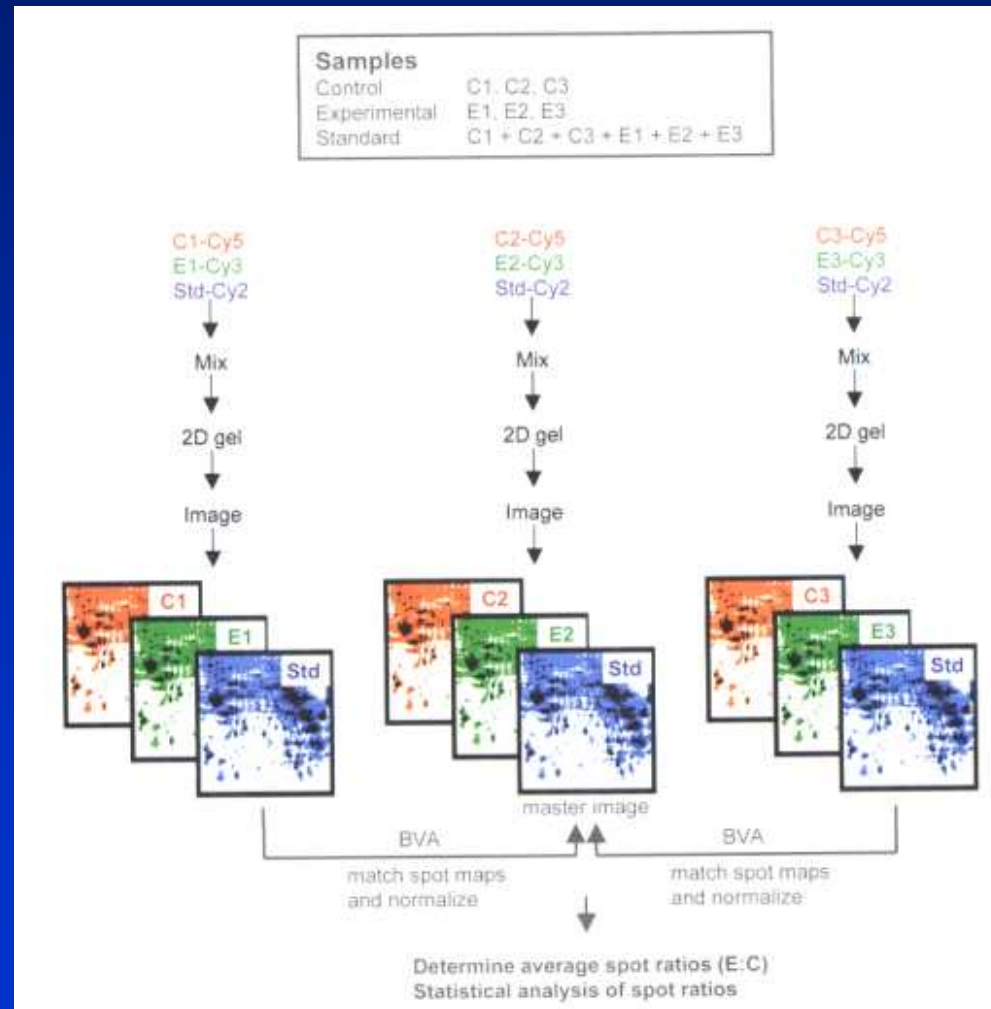 Samples
Control C1, C2, C3
Experimental E1, E2, E3
Standard C1 + C2 + C3 + E1 + E2 + E3
C1-Cy5
E1-Cy3
Std-Cy2
Mix
2D gel
Image
C1
E1
Std
C2-Cy5
E2-Cy3
Std-Cy2
Mix
2D gel
Image
C2
E2
Std
master image
C3-Cy5
E3-Cy3
Std-Cy2
Mix
2D gel
Image
C3
E3
Std
BVA
match spot maps
and normalize
BVA
match spot maps
and normalize
Determine average spot ratios (E:C)
Statistical analysis of spot ratios